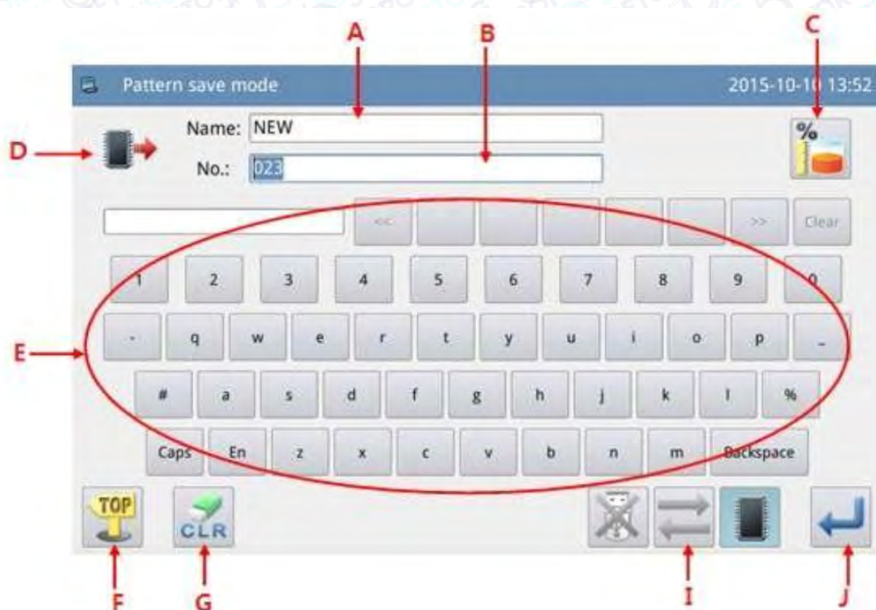 A B C
Pattern save mode 2015-10-10 13:52
D Name: NEW %
No.: 023
<< >> Clear
1 2 3 4 5 6 7 8 9 0
E - q w e r t y u i o p _
# a s d f g h j k l %
Caps En z x c v b n m Backspace
TOP CLR
F G I J